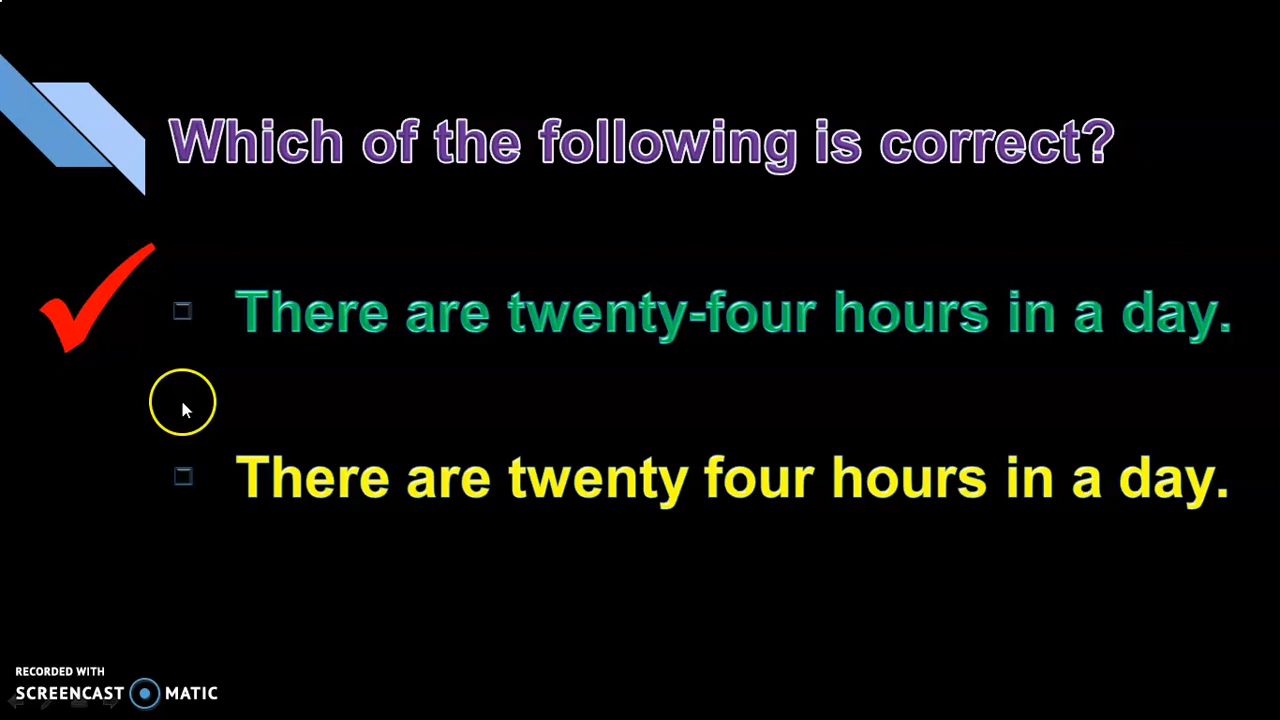 Which of the following is correct?
There are twenty-four hours in a day.
There are twenty four hours in a day.
RECORDED WITH
SCREENCAST MATIC